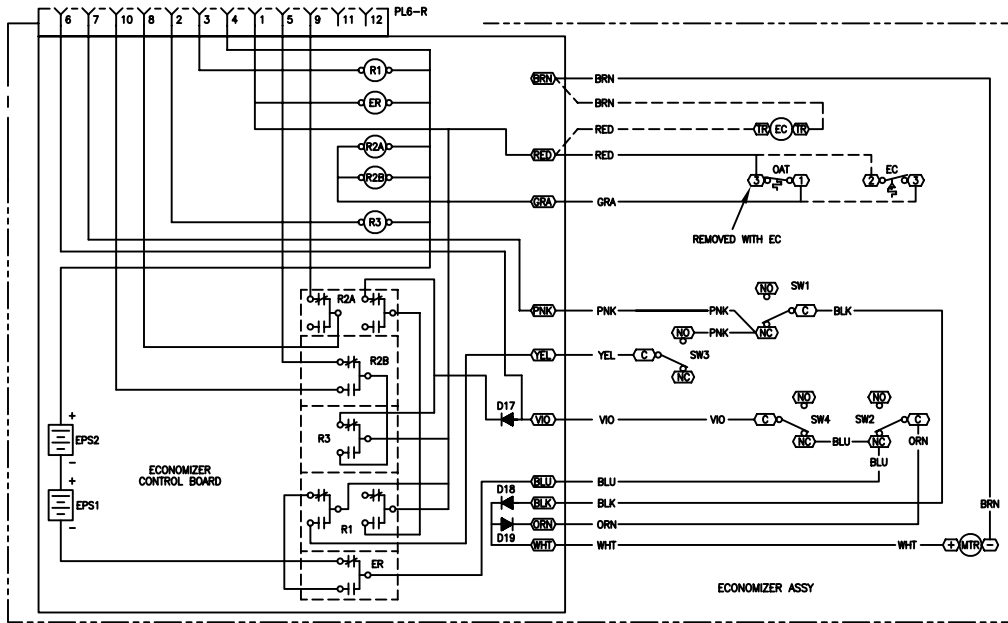 6 7 10 8 2 3 4 1 5 9 11 12 PL6-R
R1
BRN BRN BRN
ER
RED TR EC TR
R2A
RED RED
OAT EC
R2B
3 1 2 3
GRA GRA
R3
REMOVED WITH EC
NO SW1
R2A
PNK PNK PNK C BLK
NO PNK NC
YEL YEL C SW3
R2B
NC
NO NO
D17
VIO VIO VIO C SW4 SW2 C
R3
NC BLU NC ORN
+
EPS2
-
ECONOMIZER
CONTROL BOARD
BLU
BLU BLU
+
EPS1
-
D18
BLK BLK
BRN
R1
ORN ORN
D19
WHT WHT WHT + MTR -
ER
ECONOMIZER ASSY